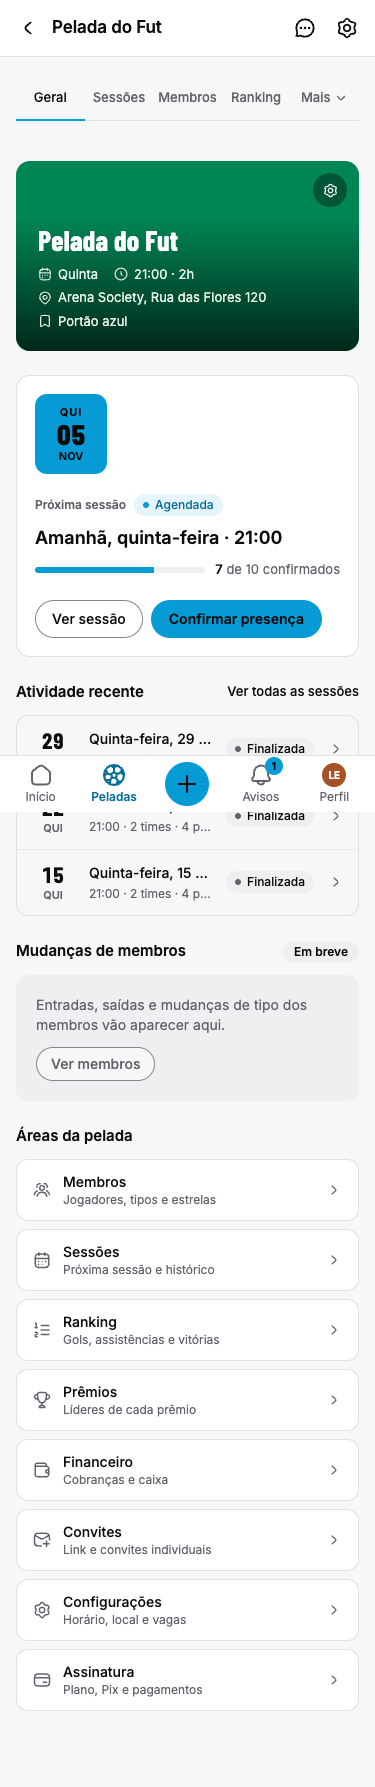 Pelada do Fut
Geral Sessões Membros Ranking Mais
Pelada do Fut
Quinta 21:00 · 2h
Arena Society, Rua das Flores 120
Portão azul
QUI
05
NOV
Próxima sessão Agendada
Amanhã, quinta-feira · 21:00
7 de 10 confirmados
Ver sessão Confirmar presença
Atividade recente Ver todas as sessões
29 Quinta-feira, 29 ... Finalizada
1
Início Peladas Avisos LE Perfil
QUI 21:00 · 2 times · 4 p... Finalizada
15 Quinta-feira, 15 ... Finalizada
QUI 21:00 · 2 times · 4 p...
Mudanças de membros Em breve
Entradas, saídas e mudanças de tipo dos
membros vão aparecer aqui.
Ver membros
Áreas da pelada
Membros
Jogadores, tipos e estrelas
Sessões
Próxima sessão e histórico
Ranking
Gols, assistências e vitórias
Prêmios
Líderes de cada prêmio
Financeiro
Cobranças e caixa
Convites
Link e convites individuais
Configurações
Horário, local e vagas
Assinatura
Plano, Pix e pagamentos